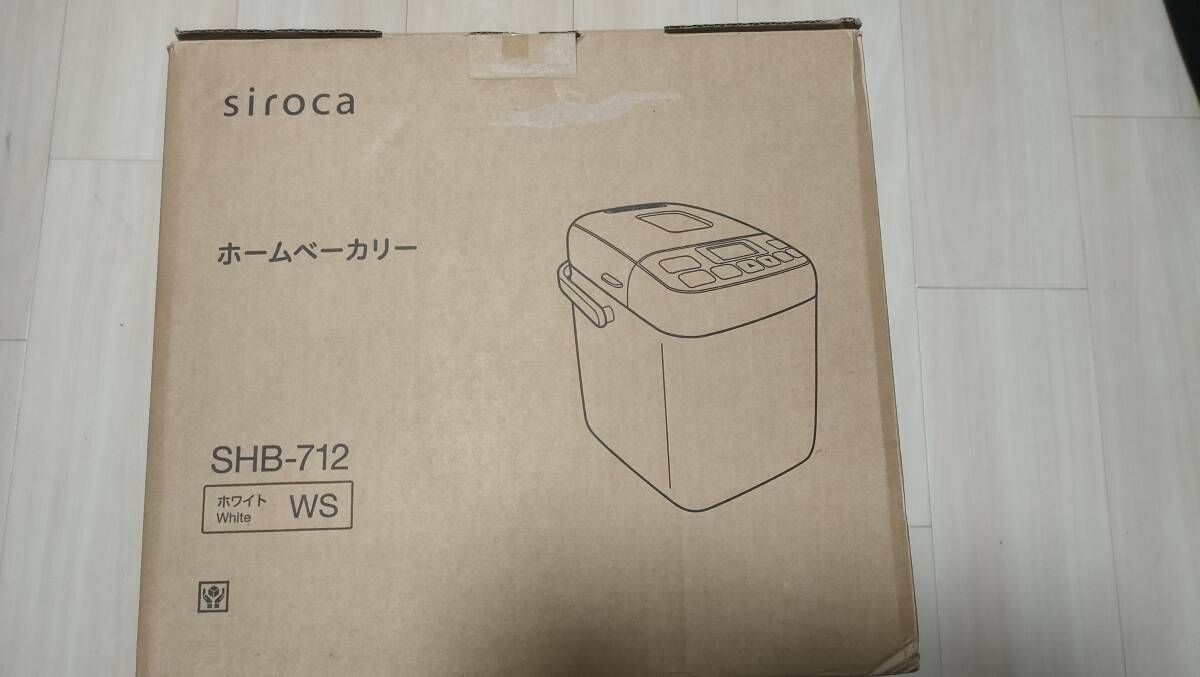 siroca
ホームベーカリー
SHB-712
ホワイト
White
WS